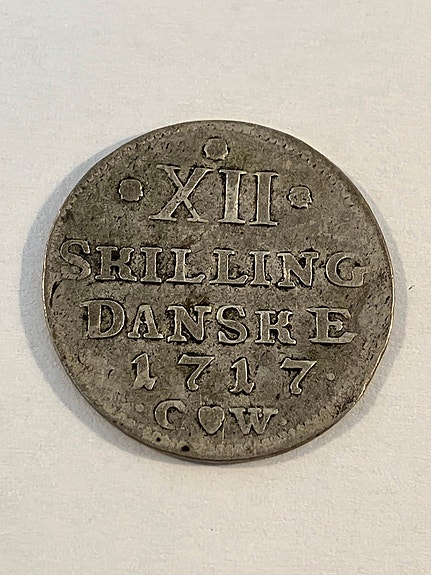 · XII ·
SKILLING
DANSKE
1717.
·C♥W·